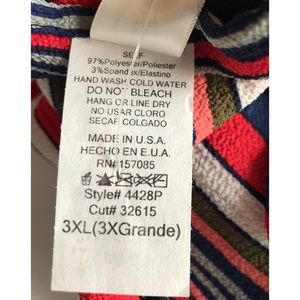 SELF
97%Polyester/Poliester
3%Spandex/Elastino
HAND WASH COLD WATER
DO NOT BLEACH
HANG OR LINE DRY
NO USAR CLORO
SECAR COLGADO
MADE IN U.S.A.
HECHO EN E.U.A.
RN#157085
Style# 4428P
Cut# 32615
3XL(3XGrande)